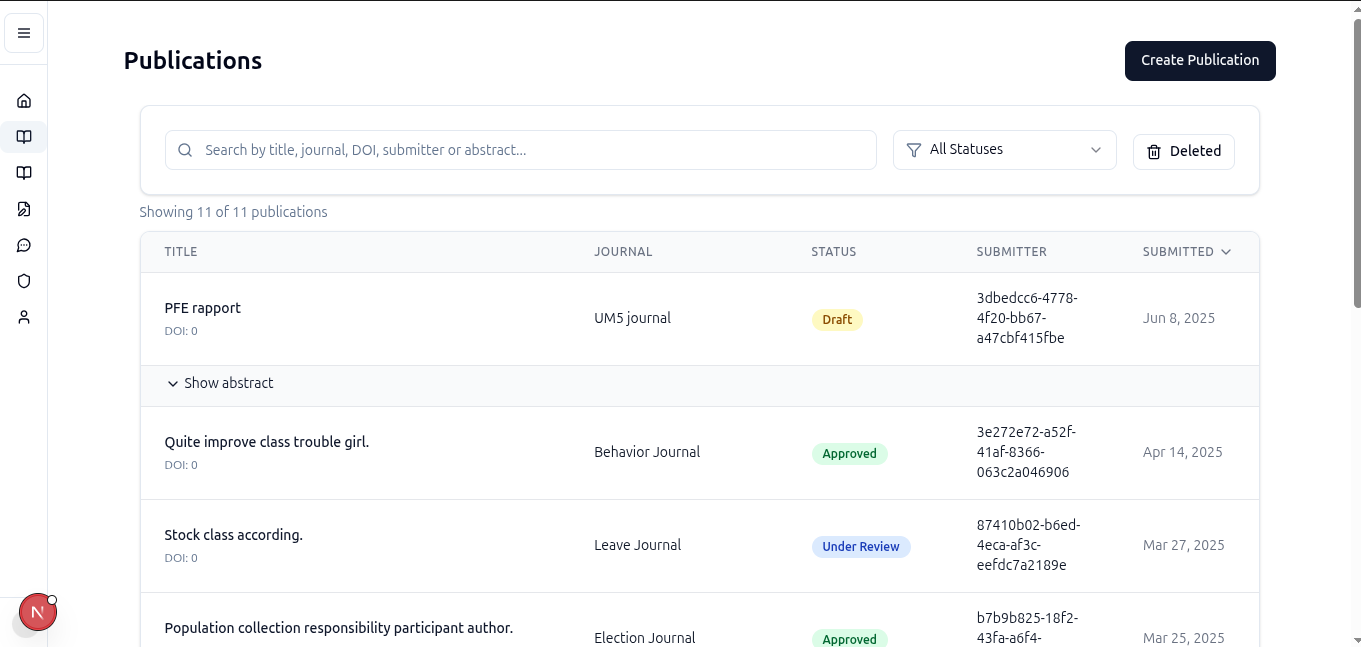 Publications
Create Publication
Search by title, journal, DOI, submitter or abstract...
All Statuses
Deleted
Showing 11 of 11 publications
TITLE JOURNAL STATUS SUBMITTER SUBMITTED
PFE rapport
DOI: 0
UM5 journal
Draft
3dbedcc6-4778-
4f20-bb67-
a47cbf415fbe
Jun 8, 2025
Show abstract
Quite improve class trouble girl.
DOI: 0
Behavior Journal
Approved
3e272e72-a52f-
41af-8366-
063c2a046906
Apr 14, 2025
Stock class according.
DOI: 0
Leave Journal
Under Review
87410b02-b6ed-
4eca-af3c-
eefdc7a2189e
Mar 27, 2025
Population collection responsibility participant author.
Election Journal
Approved
b7b9b825-18f2-
43fa-a6f4-
Mar 25, 2025
N